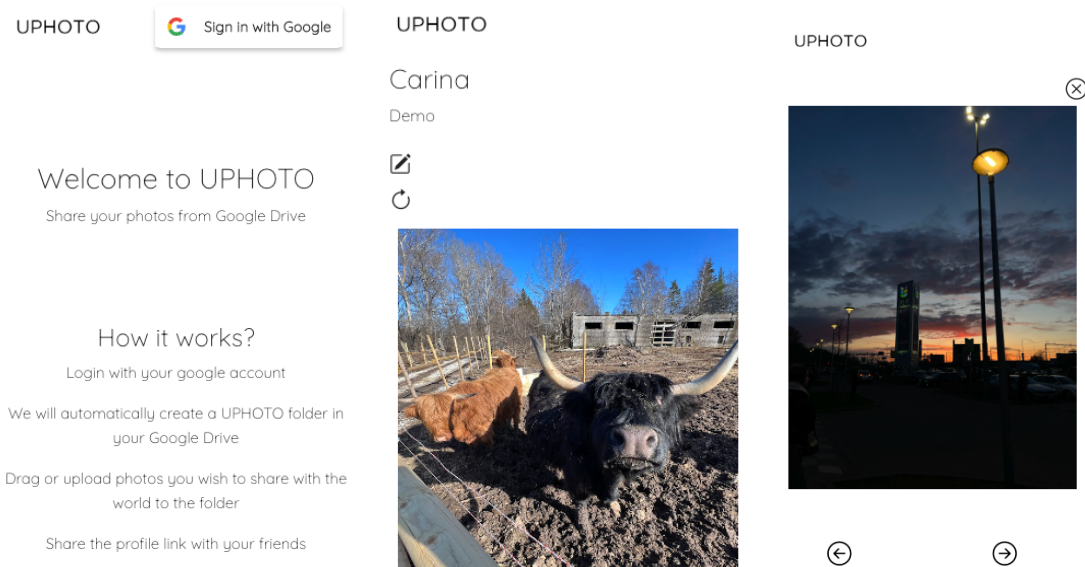 UPHOTO
Sign in with Google
Welcome to UPHOTO
Share your photos from Google Drive
How it works?
Login with your google account
We will automatically create a UPHOTO folder in
your Google Drive
Drag or upload photos you wish to share with the
world to the folder
Share the profile link with your friends
UPHOTO
Carina
Demo
UPHOTO